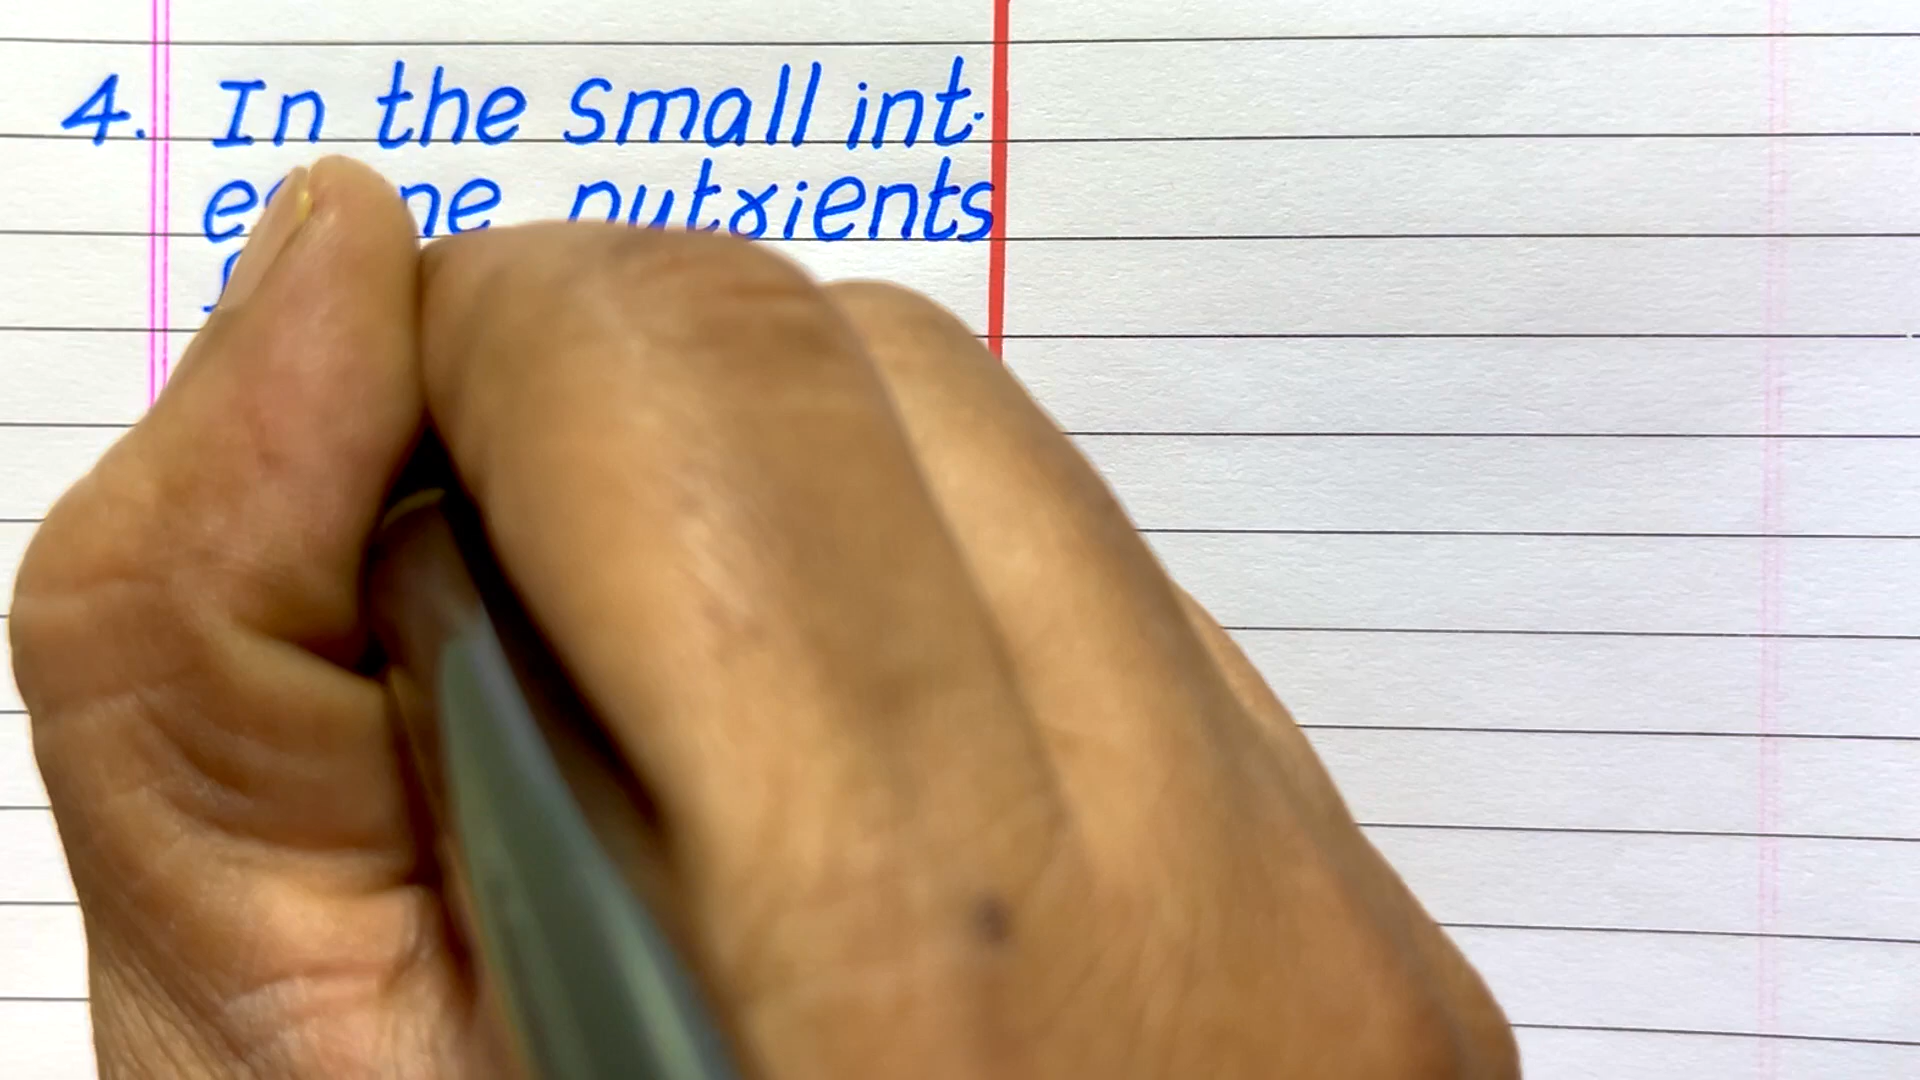 4. In the small int-
nutrients